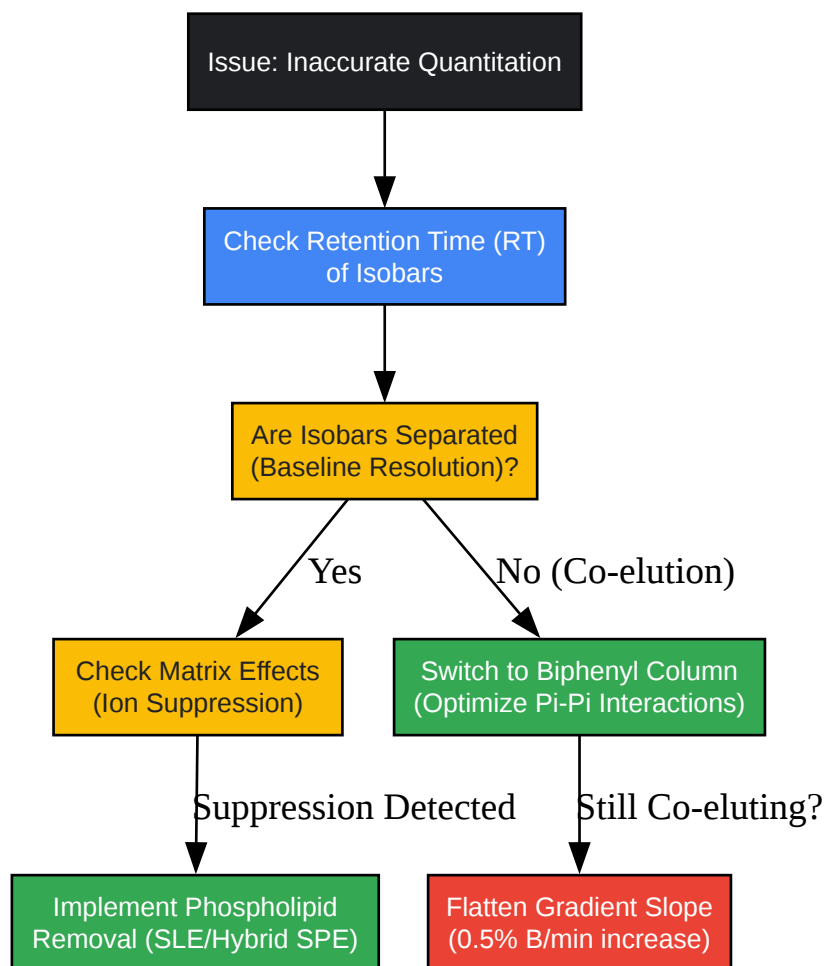 Issue: Inaccurate Quantitation
Check Retention Time (RT)
of Isobars
Are Isobars Separated
(Baseline Resolution)?
Yes
No (Co-elution)
Check Matrix Effects
(Ion Suppression)
Switch to Biphenyl Column
(Optimize Pi-Pi Interactions)
Suppression Detected
Still Co-eluting?
Implement Phospholipid
Removal (SLE/Hybrid SPE)
Flatten Gradient Slope
(0.5% B/min increase)